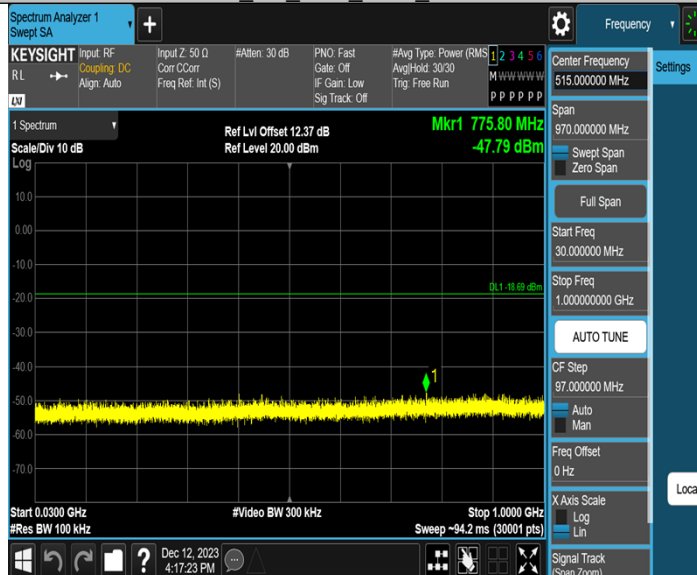 Spectrum Analyzer 1
Swept SA
Frequency
KEYSIGHT
RL
LXI
Input: RF
Coupling: DC
Align: Auto
Input Z: 50 Ω
Corr CCorr
Freq Ref: Int (S)
#Atten: 30 dB
PNO: Fast
Gate: Off
IF Gain: Low
Sig Track: Off
#Avg Type: Power (RMS
Avg|Hold: 30/30
Trig: Free Run
1 2 3 4 5 6
M W W W W W
P P P P P P
1 Spectrum
Scale/Div 10 dB
Log
Ref Lvl Offset 12.37 dB
Ref Level 20.00 dBm
Mkr1 775.80 MHz
-47.79 dBm
10.0
0.00
-10.0
-20.0
-30.0
-40.0
-50.0
-60.0
-70.0
DL1 -18.69 dBm
1
Start 0.0300 GHz
#Res BW 100 kHz
#Video BW 300 kHz
Stop 1.0000 GHz
Sweep ~94.2 ms (30001 pts)
Dec 12, 2023
4:17:23 PM
Center Frequency
515.000000 MHz
Span
970.000000 MHz
Swept Span
Zero Span
Full Span
Start Freq
30.000000 MHz
Stop Freq
1.000000000 GHz
AUTO TUNE
CF Step
97.000000 MHz
Auto
Man
Freq Offset
0 Hz
X Axis Scale
Log
Lin
Signal Track
(Span Zoom)
Settings
Loca